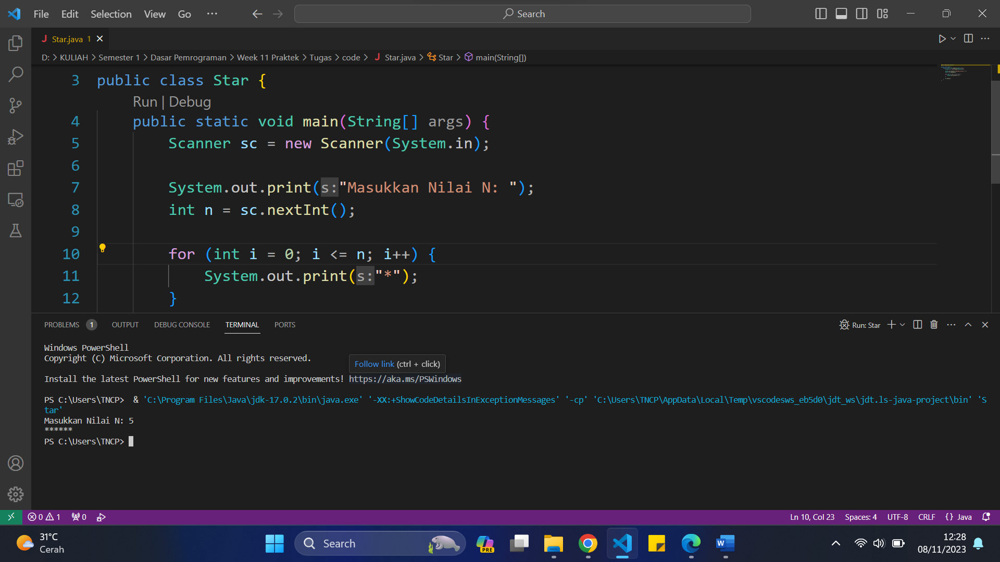 File Edit Selection View Go ··· Search
Star.java 1
D: > KULIAH > Semester 1 > Dasar Pemrograman > Week 11 Praktek > Tugas > code > J Star.java > Star > main(String[])
3 public class Star {
Run | Debug
4 public static void main(String[] args) {
5 Scanner sc = new Scanner(System.in);
6
7 System.out.print(s:"Masukkan Nilai N: ");
8 int n = sc.nextInt();
9
10 for (int i = 0; i <= n; i++) {
11 System.out.print(s:"*");
12 }
PROBLEMS 1 OUTPUT DEBUG CONSOLE TERMINAL PORTS Run: Star
Windows PowerShell
Copyright (C) Microsoft Corporation. All rights reserved.
Follow link (ctrl + click)
Install the latest PowerShell for new features and improvements! https://aka.ms/PSWindows
PS C:\Users\TNCP> & 'C:\Program Files\Java\jdk-17.0.2\bin\java.exe' '-XX:+ShowCodeDetailsInExceptionMessages' '-cp' 'C:\Users\TNCP\AppData\Local\Temp\vscodesws_eb5d0\jdt_ws\jdt.ls-java-project\bin' 'S
tar'
Masukkan Nilai N: 5
******
PS C:\Users\TNCP>
0 1 0 Ln 10, Col 23 Spaces: 4 UTF-8 CRLF {} Java
31°C
Cerah
Search
PRE
12:28
08/11/2023